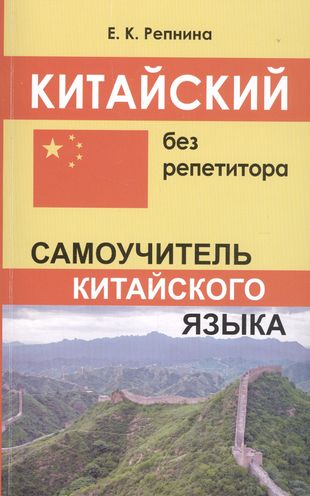 Е. К. Репнина
КИТАЙСКИЙ
без
репетитора
САМОУЧИТЕЛЬ
КИТАЙСКОГО
ЯЗЫКА